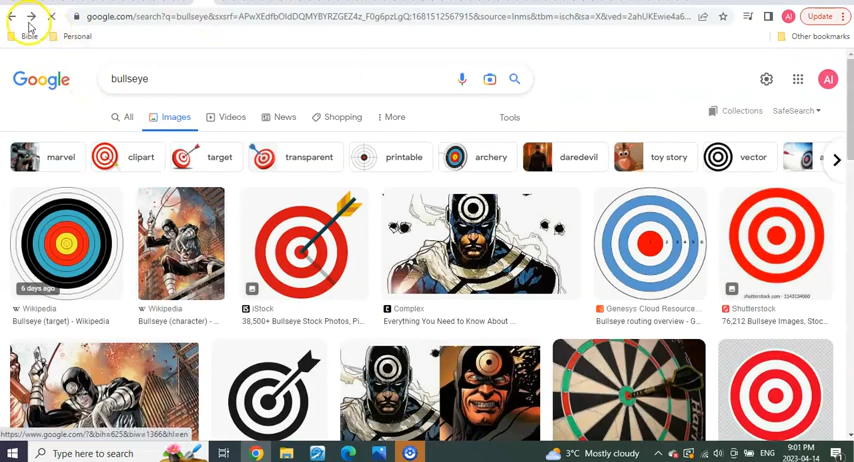 google.com/search?q=bullseye&sxsrf=APwXEdfbOIdDQMYBYRZGEZ4z_F0g6pzLgQ:1681512567915&source=lnms&tbm=isch&sa=X&ved=2ahUKEwie4a6...
Update
Bible
Personal
Other bookmarks
Google
bullseye
AI
All
Images
Videos
News
Shopping
More
Tools
Collections
SafeSearch
marvel
clipart
target
transparent
printable
archery
daredevil
toy story
vector
6 days ago
W Wikipedia
Bullseye (target) - Wikipedia
W Wikipedia
Bullseye (character) - ...
iStock
38,500+ Bullseye Stock Photos, Pi...
Complex
Everything You Need to Know About ...
Genesys Cloud Resource...
Bullseye routing overview - G...
Shutterstock
76,212 Bullseye Images, Stoc...
https://www.google.com/?&bih=625&biw=1366&hl=en
Type here to search
3°C Mostly cloudy
ENG
9:01 PM
2023-04-14